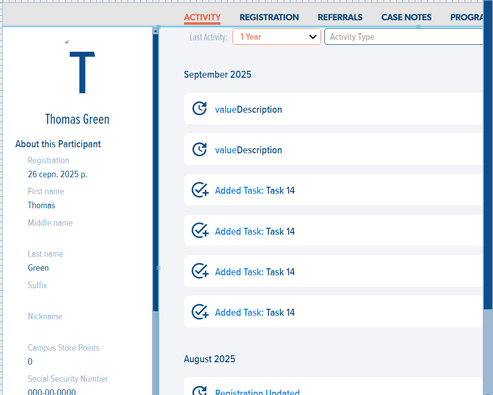 ACTIVITY REGISTRATION REFERRALS CASE NOTES PROGRA
Last Activity: 1 Year Activity Type
T
Thomas Green
About this Participant
Registration
26 серп. 2025 р.
First name
Thomas
Middle name
Last name
Green
Suffix
Nickname
Campus Store Points
0
Social Security Number
000-00-0000
September 2025
valueDescription
valueDescription
Added Task: Task 14
Added Task: Task 14
Added Task: Task 14
Added Task: Task 14
August 2025
Registration Updated